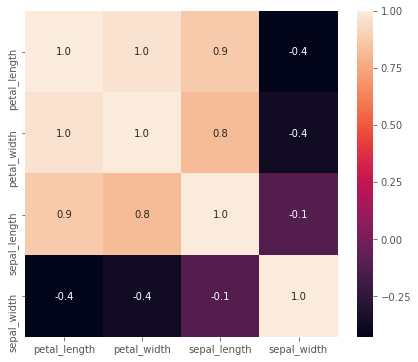 petal_length 1.0 1.0 0.9 -0.4
petal_width 1.0 1.0 0.8 -0.4
sepal_length 0.9 0.8 1.0 -0.1
sepal_width -0.4 -0.4 -0.1 1.0
petal_length petal_width sepal_length sepal_width
1.00
0.75
0.50
0.25
0.00
−0.25